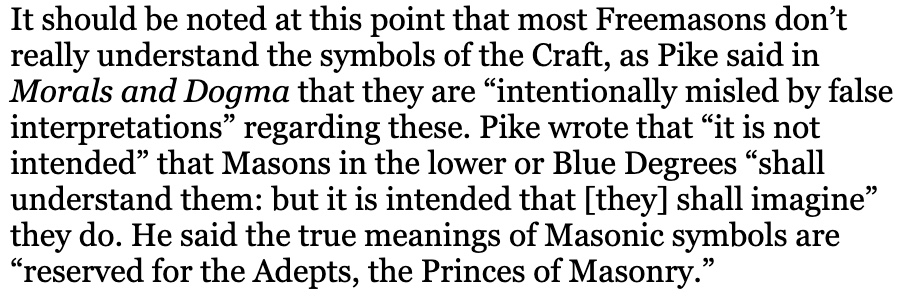 It should be noted at this point that most Freemasons don’t
really understand the symbols of the Craft, as Pike said in
Morals and Dogma that they are “intentionally misled by false
interpretations” regarding these. Pike wrote that “it is not
intended” that Masons in the lower or Blue Degrees “shall
understand them: but it is intended that [they] shall imagine”
they do. He said the true meanings of Masonic symbols are
“reserved for the Adepts, the Princes of Masonry.”